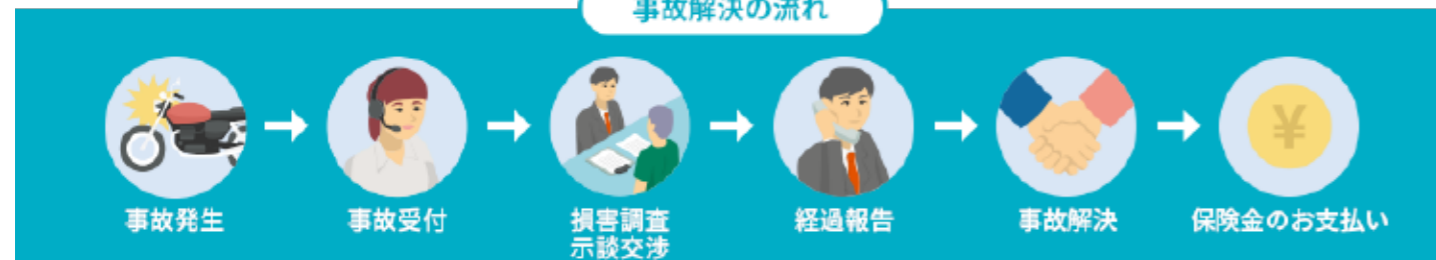 事故解決の流れ
事故発生
事故受付
損害調査
示談交渉
経過報告
事故解決
¥
保険金のお支払い